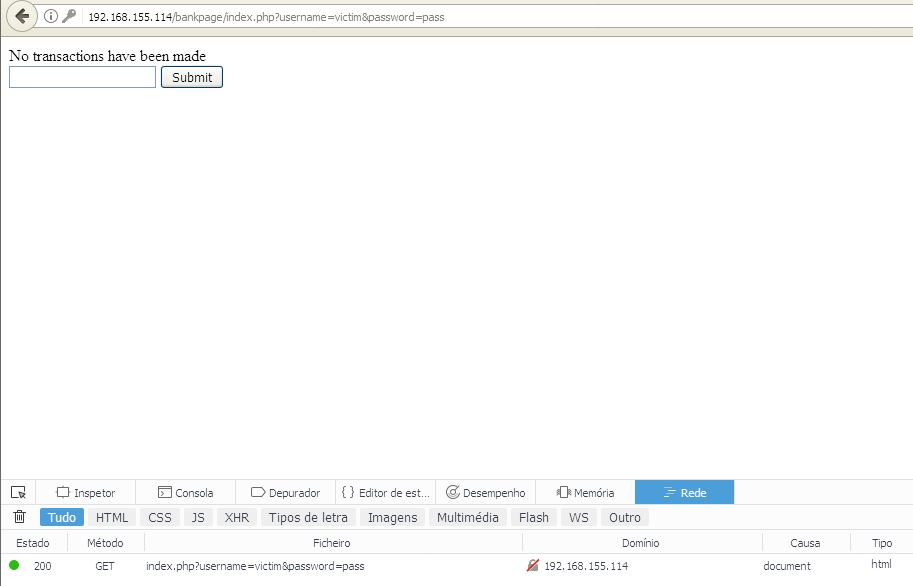 192.168.155.114/bankpage/index.php?username=victim&password=pass
No transactions have been made
Submit
Inspetor Consola Depurador { } Editor de est... Desempenho Memória Rede
Tudo HTML CSS JS XHR Tipos de letra Imagens Multimédia Flash WS Outro
Estado Método Ficheiro Domínio Causa Tipo
200 GET index.php?username=victim&password=pass 192.168.155.114 document html